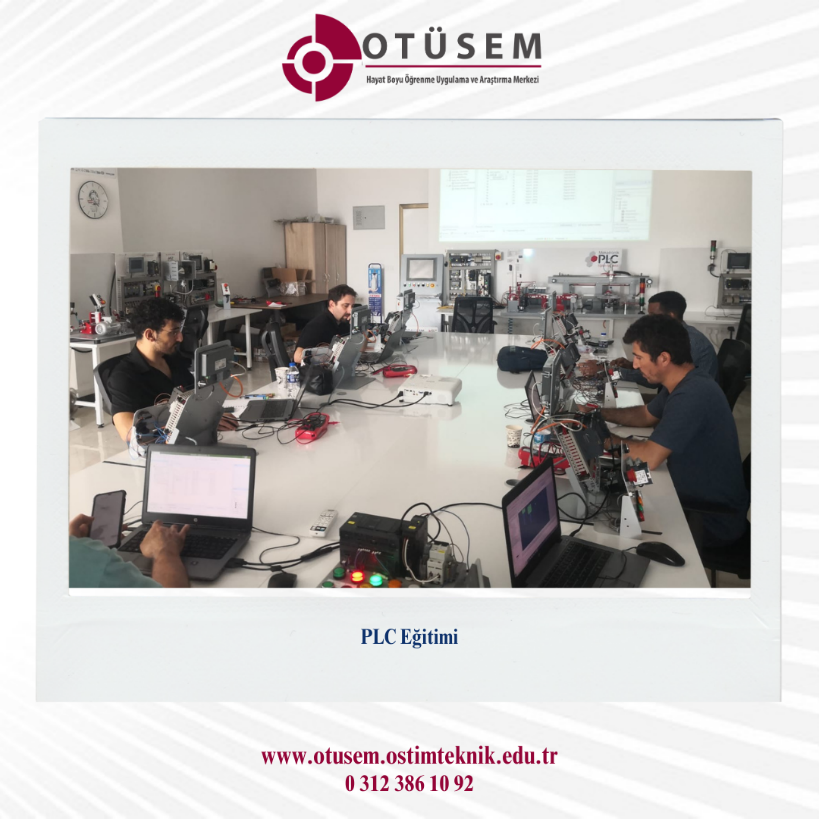 OTÜSEM
Hayat Boyu Öğrenme Uygulama ve Araştırma Merkezi
PLC
PLC Eğitimi
www.otusem.ostimteknik.edu.tr
0 312 386 10 92